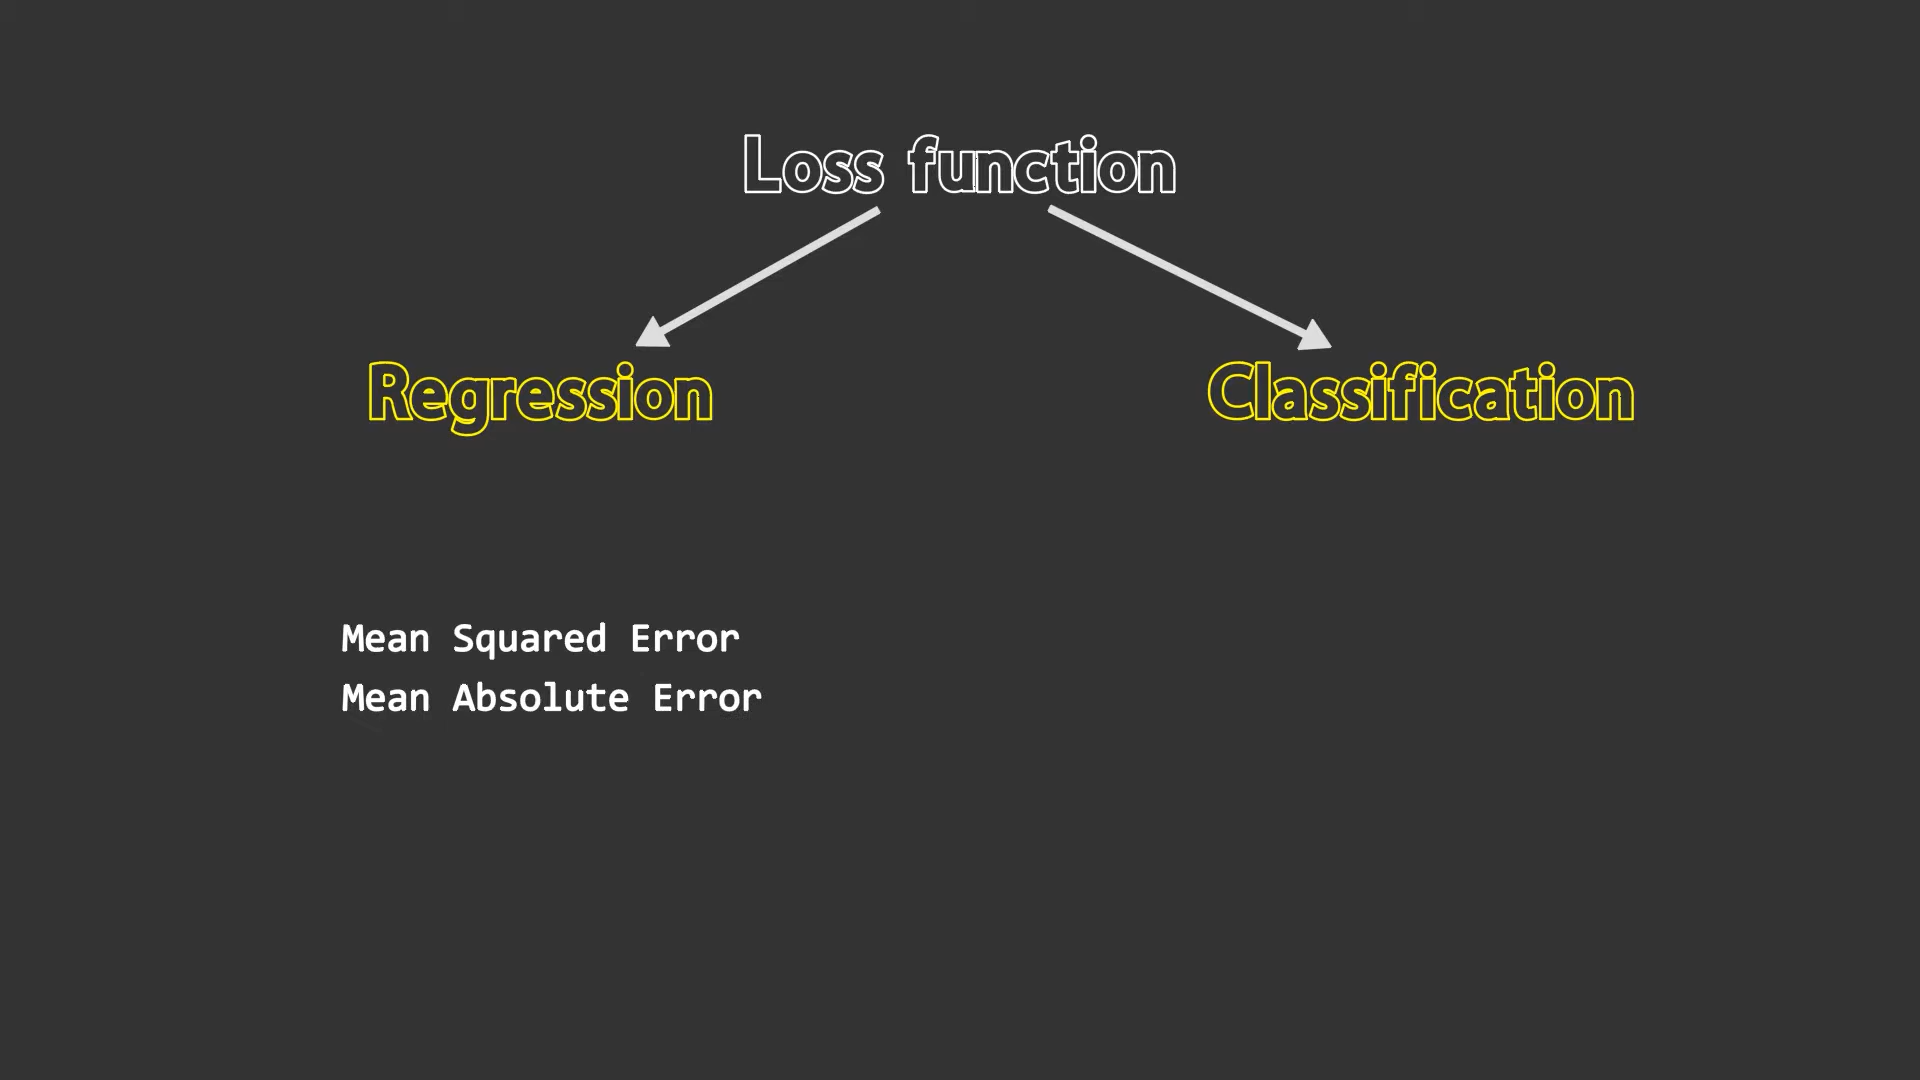 Loss function
Regression
Classification
Mean Squared Error
Mean Absolute Error